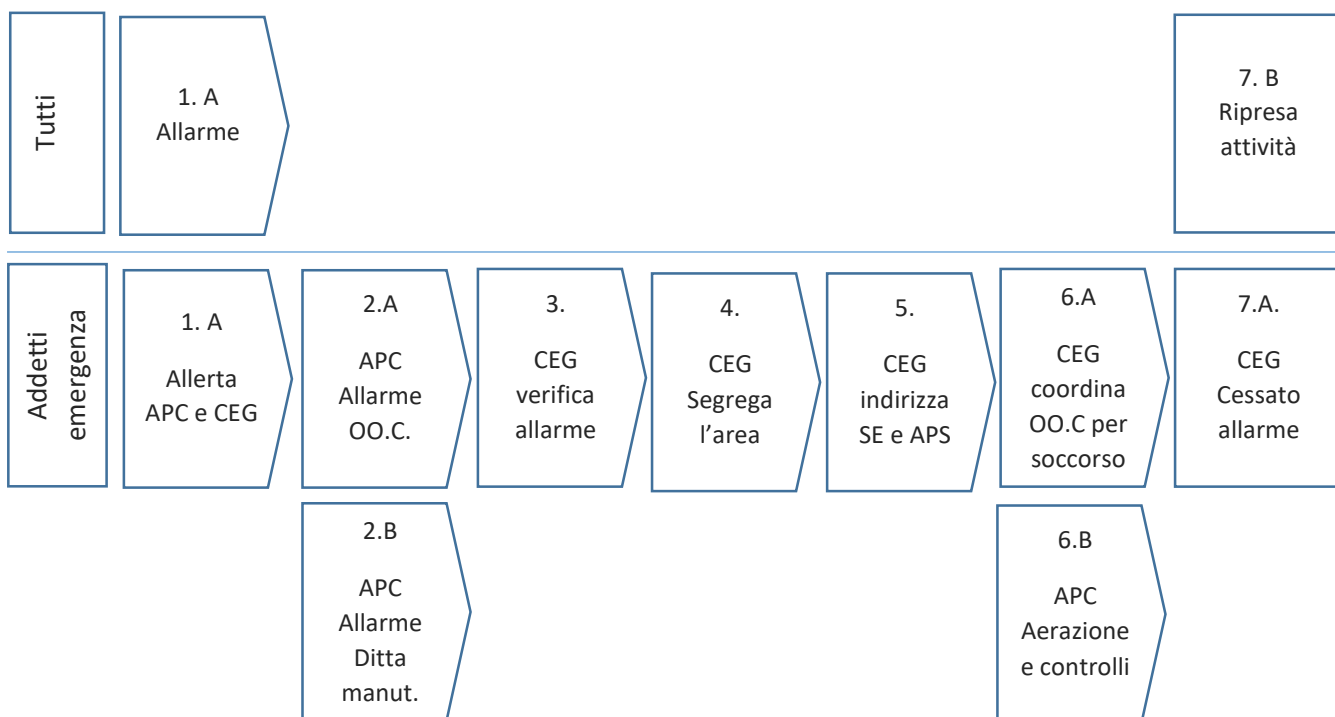 Tutti
1. A
Allarme
7. B
Ripresa
attività
Addetti
emergenza
1. A
Allerta
APC e CEG
2.A
APC
Allarme
OO.C.
3.
CEG
verifica
allarme
4.
CEG
Segrega
l’area
5.
CEG
indirizza
SE e APS
6.A
CEG
coordina
OO.C per
soccorso
7.A.
CEG
Cessato
allarme
2.B
APC
Allarme
Ditta
manut.
6.B
APC
Aerazione
e controlli